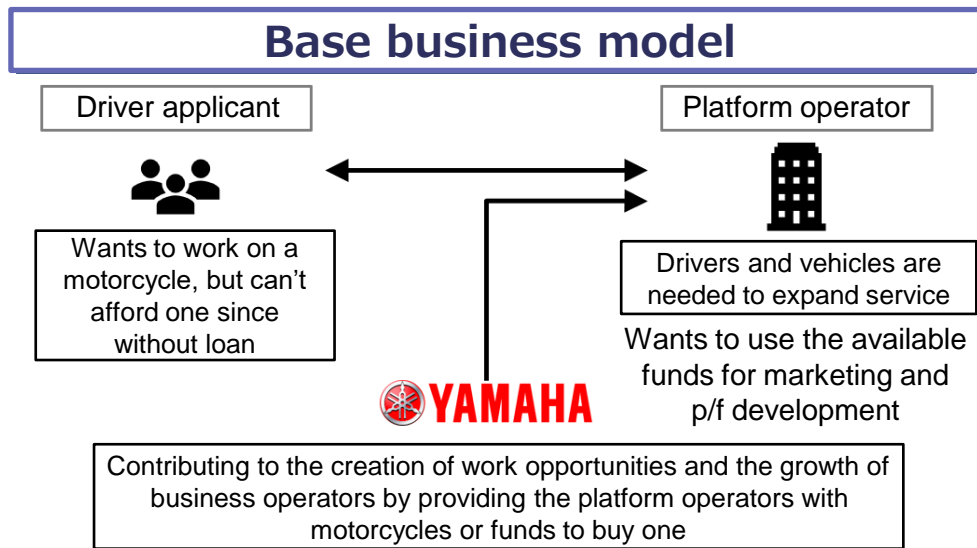 Base business model
Driver applicant
Platform operator
Wants to work on a
motorcycle, but can't
afford one since
without loan
Drivers and vehicles are
needed to expand service
Wants to use the available
funds for marketing and
p/f development
YAMAHA
Contributing to the creation of work opportunities and the growth of
business operators by providing the platform operators with
motorcycles or funds to buy one